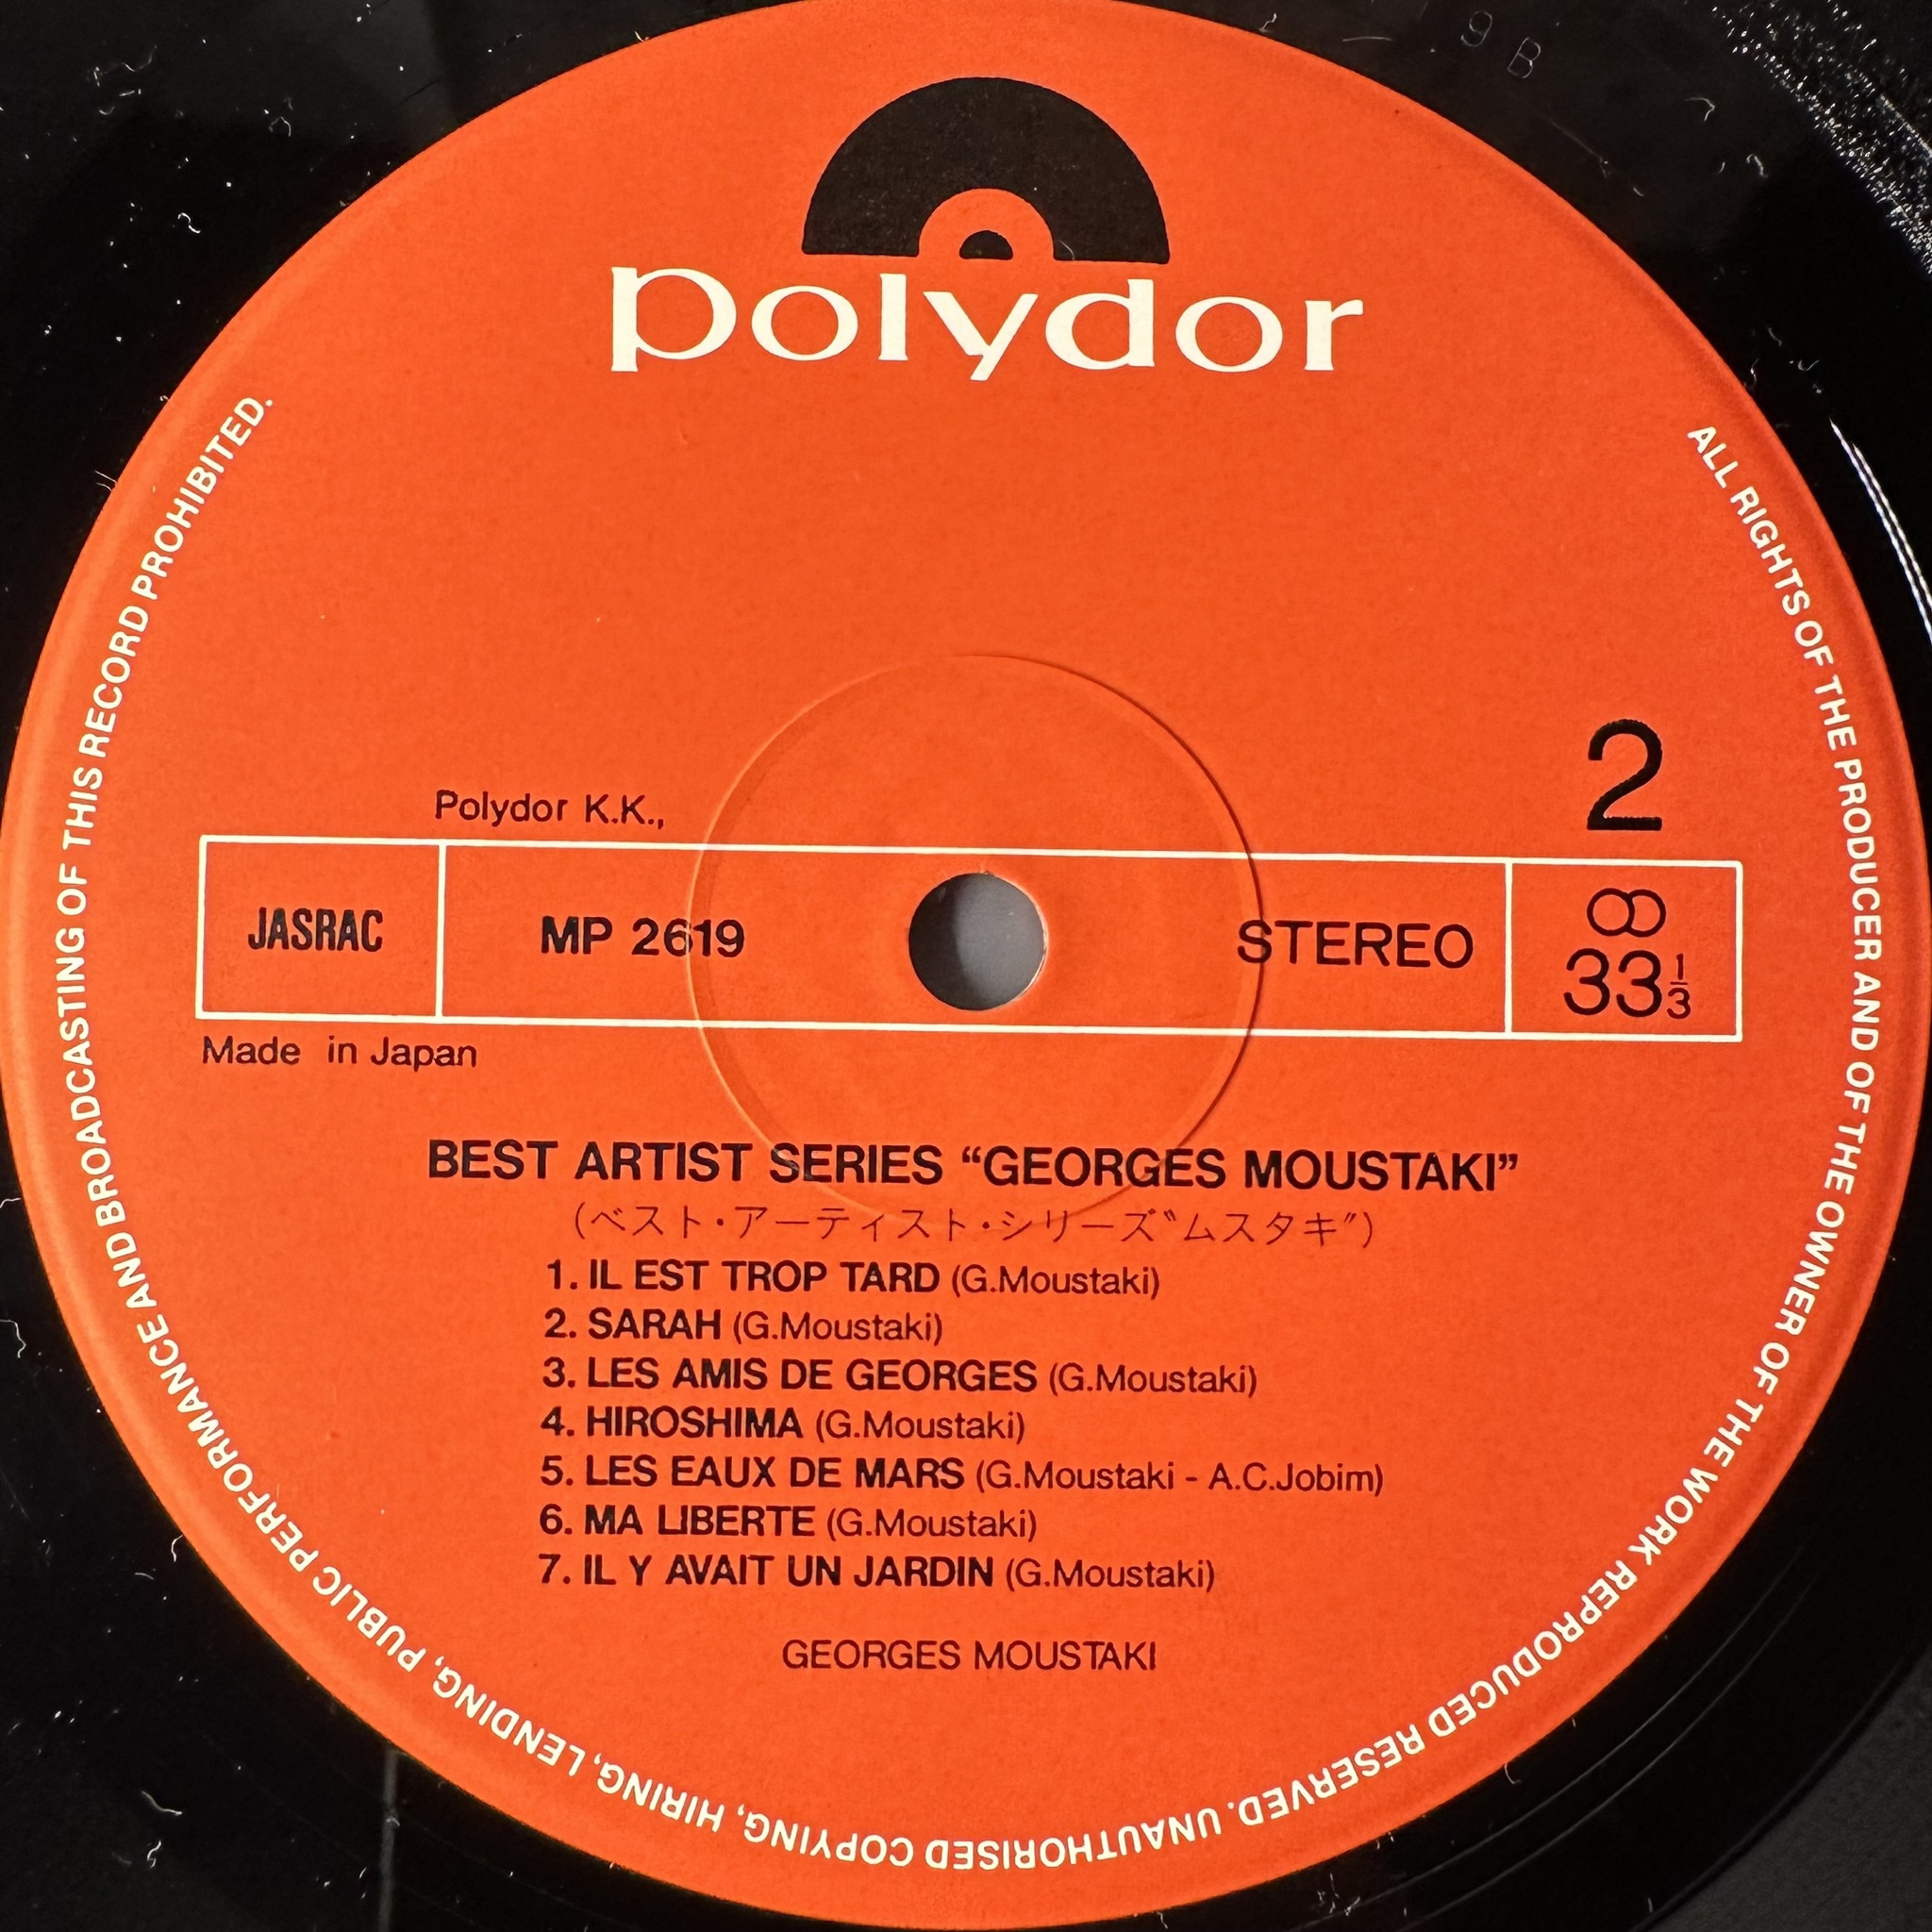 9B
polydor
ALL RIGHTS OF THE PRODUCER AND OF THE OWNER OF THE WORK REPRODUCED RESERVED. UNAUTHORISED COPYING, HIRING, LENDING, PUBLIC PERFORMANCE AND BROADCASTING OF THIS RECORD PROHIBITED.
2
Polydor K.K.,
JASRAC MP 2619 STEREO 33⅓
Made in Japan
BEST ARTIST SERIES “GEORGES MOUSTAKI”
(ベスト・アーティスト・シリーズ〝ムスタキ〞)
1. IL EST TROP TARD (G.Moustaki)
2. SARAH (G.Moustaki)
3. LES AMIS DE GEORGES (G.Moustaki)
4. HIROSHIMA (G.Moustaki)
5. LES EAUX DE MARS (G.Moustaki - A.C.Jobim)
6. MA LIBERTE (G.Moustaki)
7. IL Y AVAIT UN JARDIN (G.Moustaki)
GEORGES MOUSTAKI